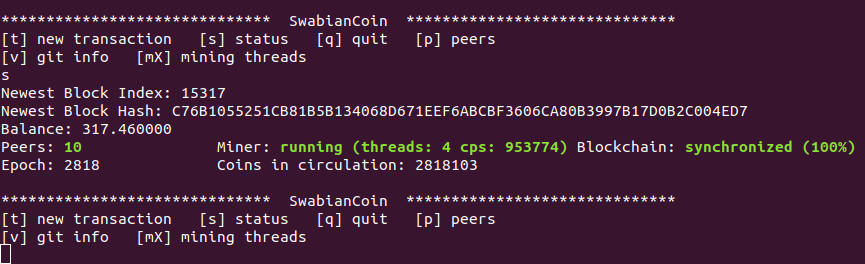 ****************************** SwabianCoin ******************************
[t] new transaction [s] status [q] quit [p] peers
[v] git info [mX] mining threads
s
Newest Block Index: 15317
Newest Block Hash: C76B1055251CB81B5B134068D671EEF6ABCBF3606CA80B3997B17D0B2C004ED7
Balance: 317.460000
Peers: 10 Miner: running (threads: 4 cps: 953774) Blockchain: synchronized (100%)
Epoch: 2818 Coins in circulation: 2818103
****************************** SwabianCoin ******************************
[t] new transaction [s] status [q] quit [p] peers
[v] git info [mX] mining threads